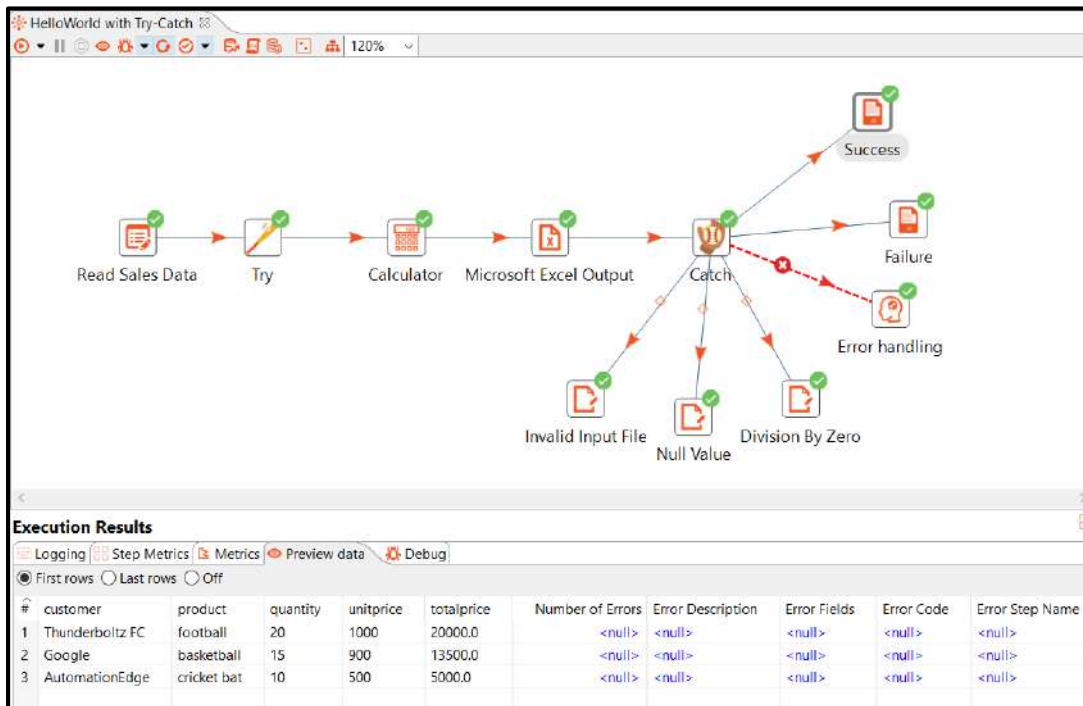 HelloWorld with Try-Catch
120%
Success
Failure
Read Sales Data
Try
Calculator
Microsoft Excel Output
Catch
Error handling
Invalid Input File
Null Value
Division By Zero
Execution Results
Logging Step Metrics Metrics Preview data Debug
First rows Last rows Off
# customer product quantity unitprice totalprice Number of Errors Error Description Error Fields Error Code Error Step Name
1 Thunderboltz FC football 20 1000 20000.0 <null> <null> <null> <null> <null>
2 Google basketball 15 900 13500.0 <null> <null> <null> <null> <null>
3 AutomationEdge cricket bat 10 500 5000.0 <null> <null> <null> <null> <null>